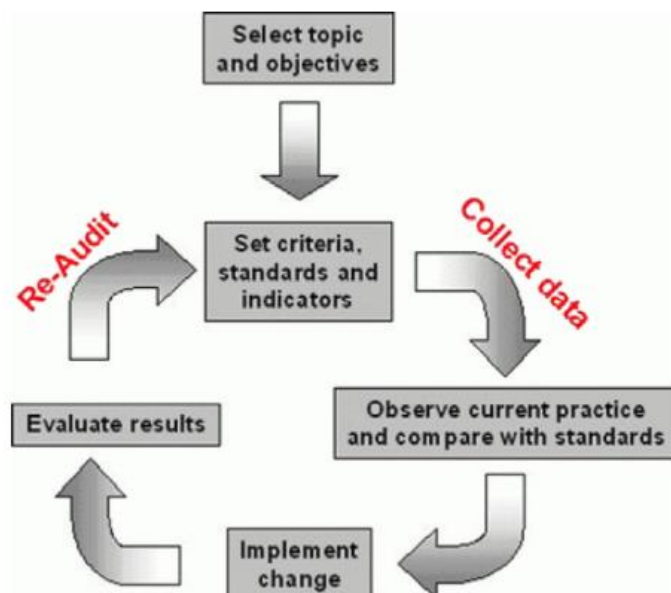 Select topic
and objectives
Re-Audit
Set criteria,
standards and
indicators
Collect data
Evaluate results
Observe current practice
and compare with standards
Implement
change